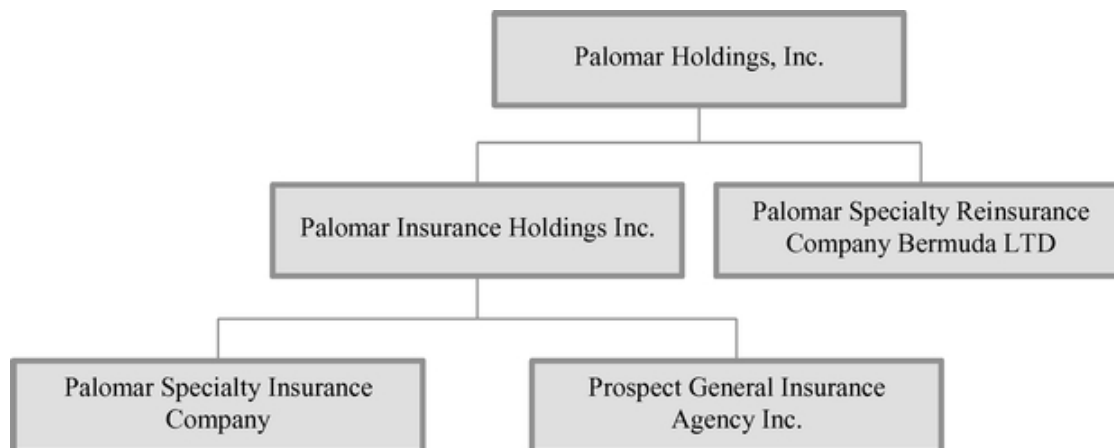 Palomar Holdings, Inc.
Palomar Insurance Holdings Inc.
Palomar Specialty Reinsurance
Company Bermuda LTD
Palomar Specialty Insurance
Company
Prospect General Insurance
Agency Inc.